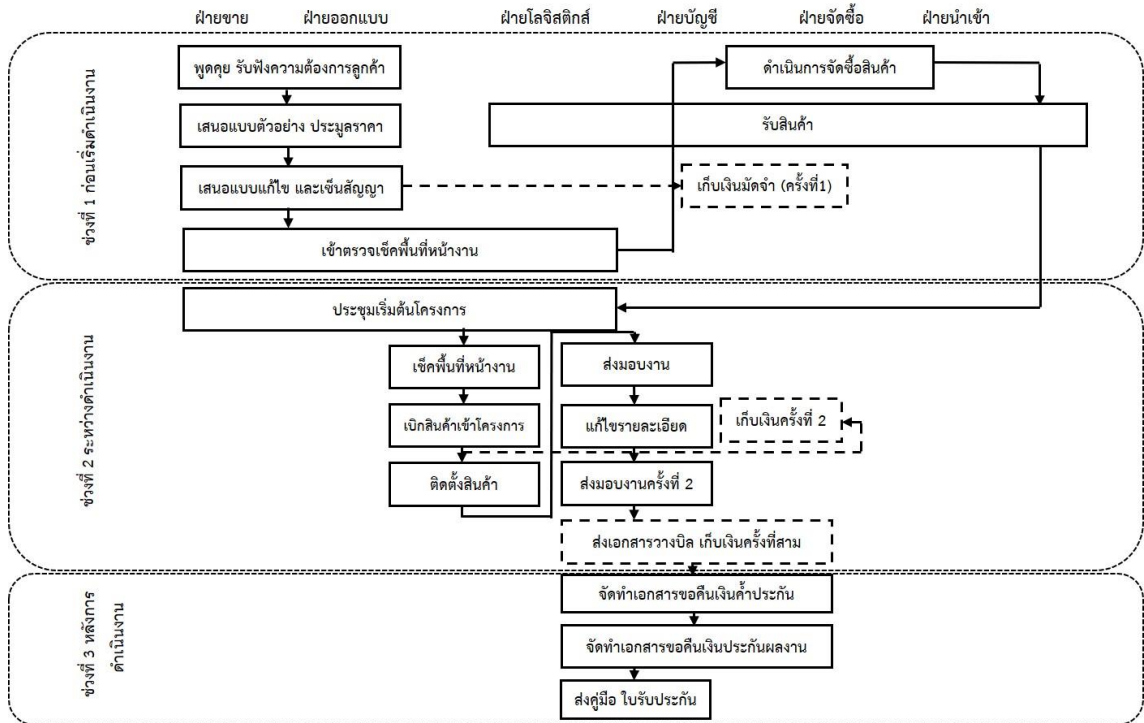 ฝ่ายขาย ฝ่ายออกแบบ ฝ่ายโลจิสติกส์ ฝ่ายบัญชี ฝ่ายจัดซื้อ ฝ่ายนำเข้า
ช่วงที่ 1 ก่อนเริ่มดำเนินงาน
พูดคุย รับฟังความต้องการลูกค้า
เสนอแบบตัวอย่าง ประมูลราคา
เสนอแบบแก้ไข และเซ็นสัญญา
เข้าตรวจเช็คพื้นที่หน้างาน
ดำเนินการจัดซื้อสินค้า
รับสินค้า
เก็บเงินมัดจำ (ครั้งที่1)
ช่วงที่ 2 ระหว่างดำเนินงาน
ประชุมเริ่มต้นโครงการ
เช็คพื้นที่หน้างาน
เบิกสินค้าเข้าโครงการ
ติดตั้งสินค้า
ส่งมอบงาน
แก้ไขรายละเอียด
ส่งมอบงานครั้งที่ 2
เก็บเงินครั้งที่ 2
ส่งเอกสารวางบิล เก็บเงินครั้งที่สาม
ช่วงที่ 3 หลังการ
ดำเนินงาน
จัดทำเอกสารขอคืนเงินค้ำประกัน
จัดทำเอกสารขอคืนเงินประกันผลงาน
ส่งคู่มือ ใบรับประกัน